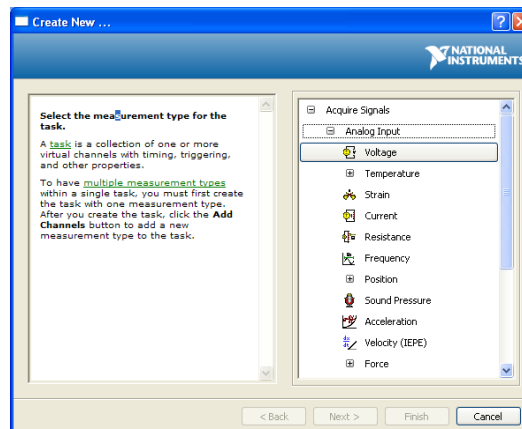 Create New ...
NATIONAL
INSTRUMENTS
Select the measurement type for the
task.
A task is a collection of one or more
virtual channels with timing, triggering,
and other properties.
To have multiple measurement types
within a single task, you must first create
the task with one measurement type.
After you create the task, click the Add
Channels button to add a new
measurement type to the task.
Acquire Signals
Analog Input
Voltage
Temperature
Strain
Current
Resistance
Frequency
Position
Sound Pressure
Acceleration
Velocity (IEPE)
Force
< Back
Next >
Finish
Cancel